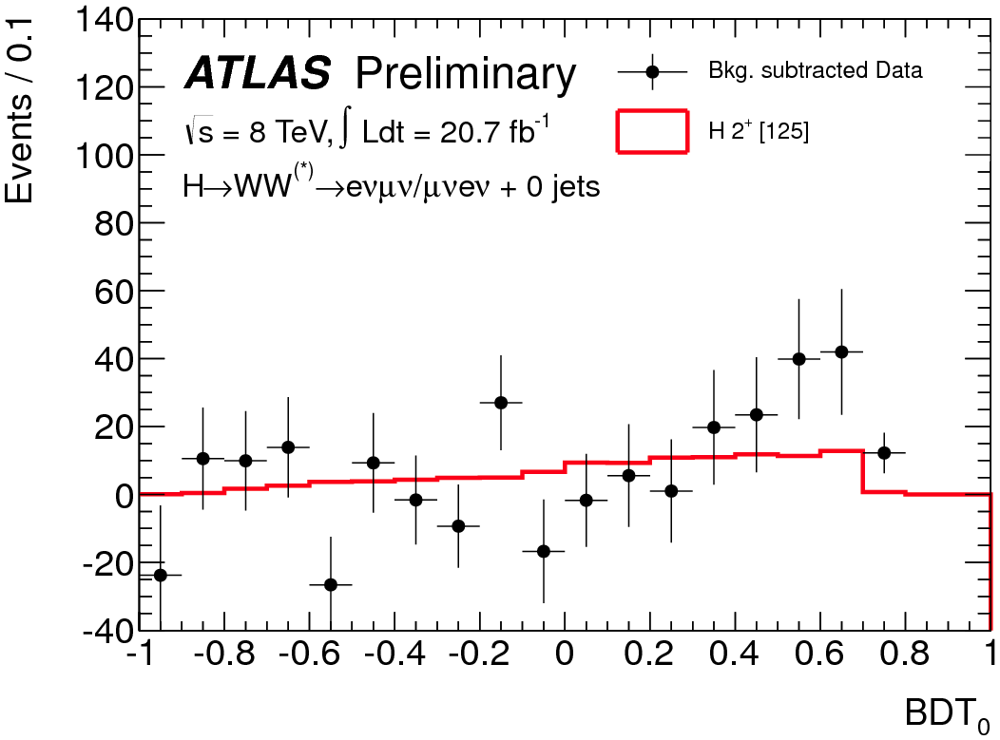 Events / 0.1
140
120
100
80
60
40
20
0
-20
-40
ATLAS Preliminary
√s = 8 TeV, ∫ Ldt = 20.7 fb⁻¹
H→WW⁽*⁾→eνμν/μνeν + 0 jets
Bkg. subtracted Data
H 2⁺ [125]
-1 -0.8 -0.6 -0.4 -0.2 0 0.2 0.4 0.6 0.8 1
BDT₀